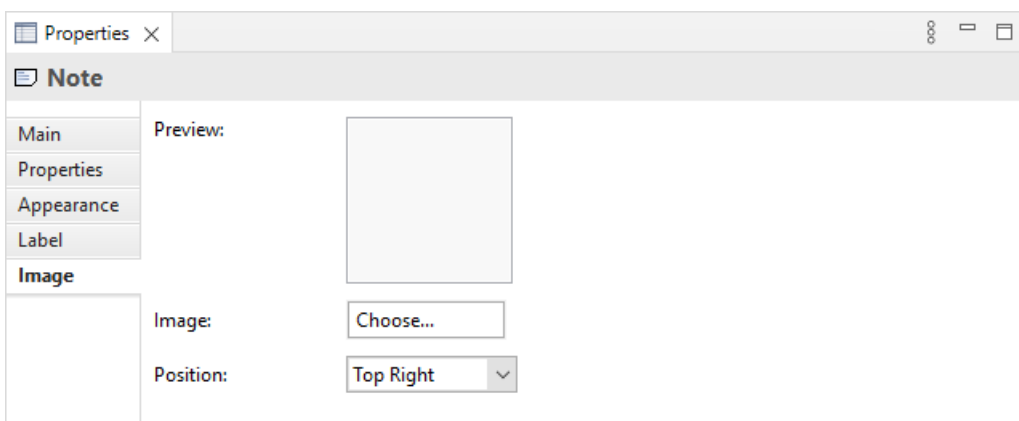 Properties
Note
Main
Properties
Appearance
Label
Image
Preview:
Image:
Choose...
Position:
Top Right